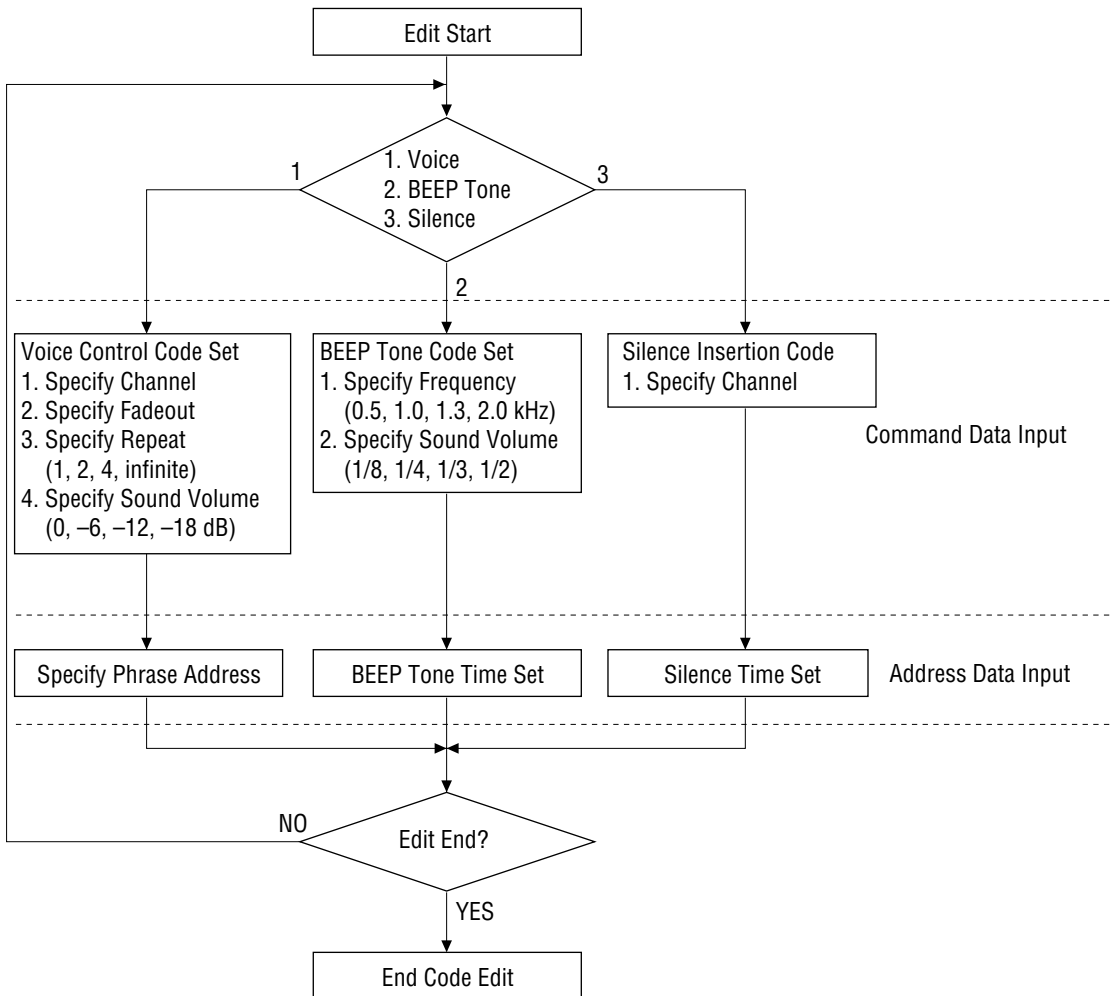 Edit Start
1
1. Voice
2. BEEP Tone
3. Silence
3
2
Voice Control Code Set
1. Specify Channel
2. Specify Fadeout
3. Specify Repeat
(1, 2, 4, infinite)
4. Specify Sound Volume
(0, –6, –12, –18 dB)
BEEP Tone Code Set
1. Specify Frequency
(0.5, 1.0, 1.3, 2.0 kHz)
2. Specify Sound Volume
(1/8, 1/4, 1/3, 1/2)
Silence Insertion Code
1. Specify Channel
Command Data Input
Specify Phrase Address
BEEP Tone Time Set
Silence Time Set
Address Data Input
NO
Edit End?
YES
End Code Edit